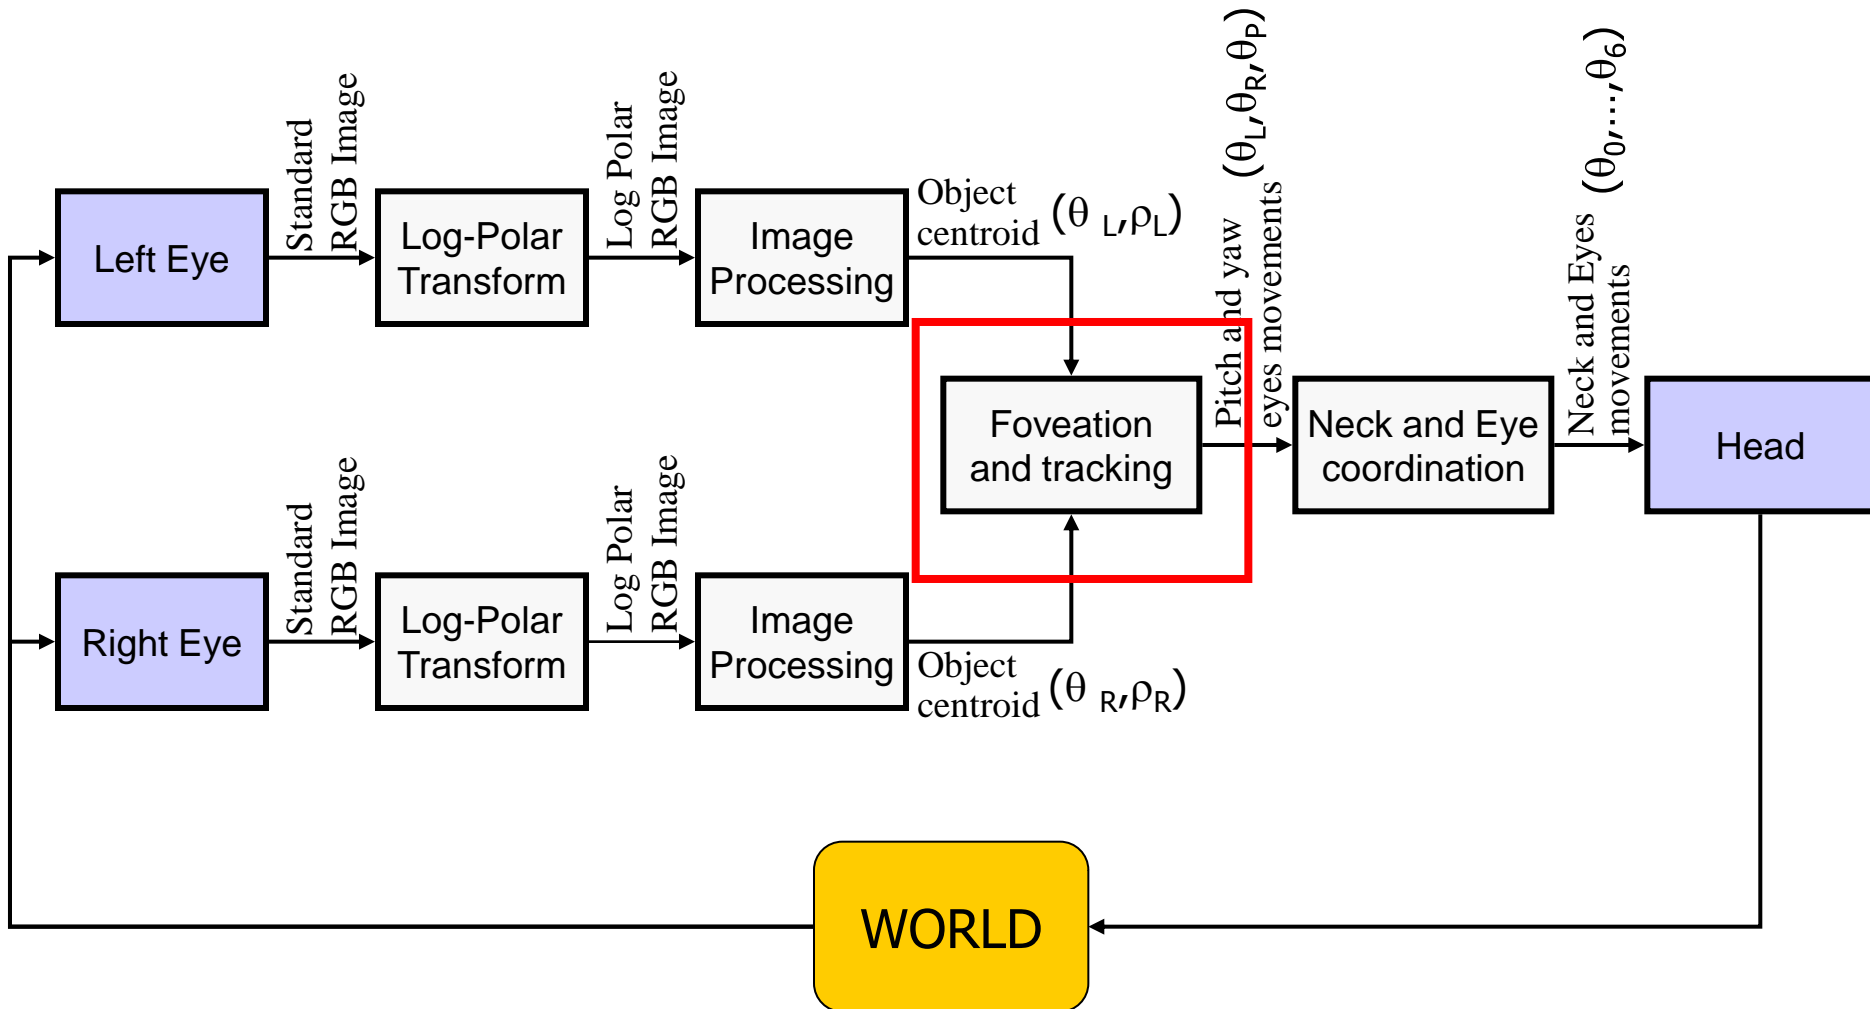 Left Eye
Standard
RGB Image
Log-Polar
Transform
Log Polar
RGB Image
Image
Processing
Object
centroid (θ L,ρL)
Right Eye
Standard
RGB Image
Log-Polar
Transform
Log Polar
RGB Image
Image
Processing
Object
centroid (θ R,ρR)
Foveation
and tracking
Pitch and yaw
eyes movements
(θL,θR,θP)
Neck and Eye
coordination
Neck and Eyes
movements
(θ0,...,θ6)
Head
WORLD